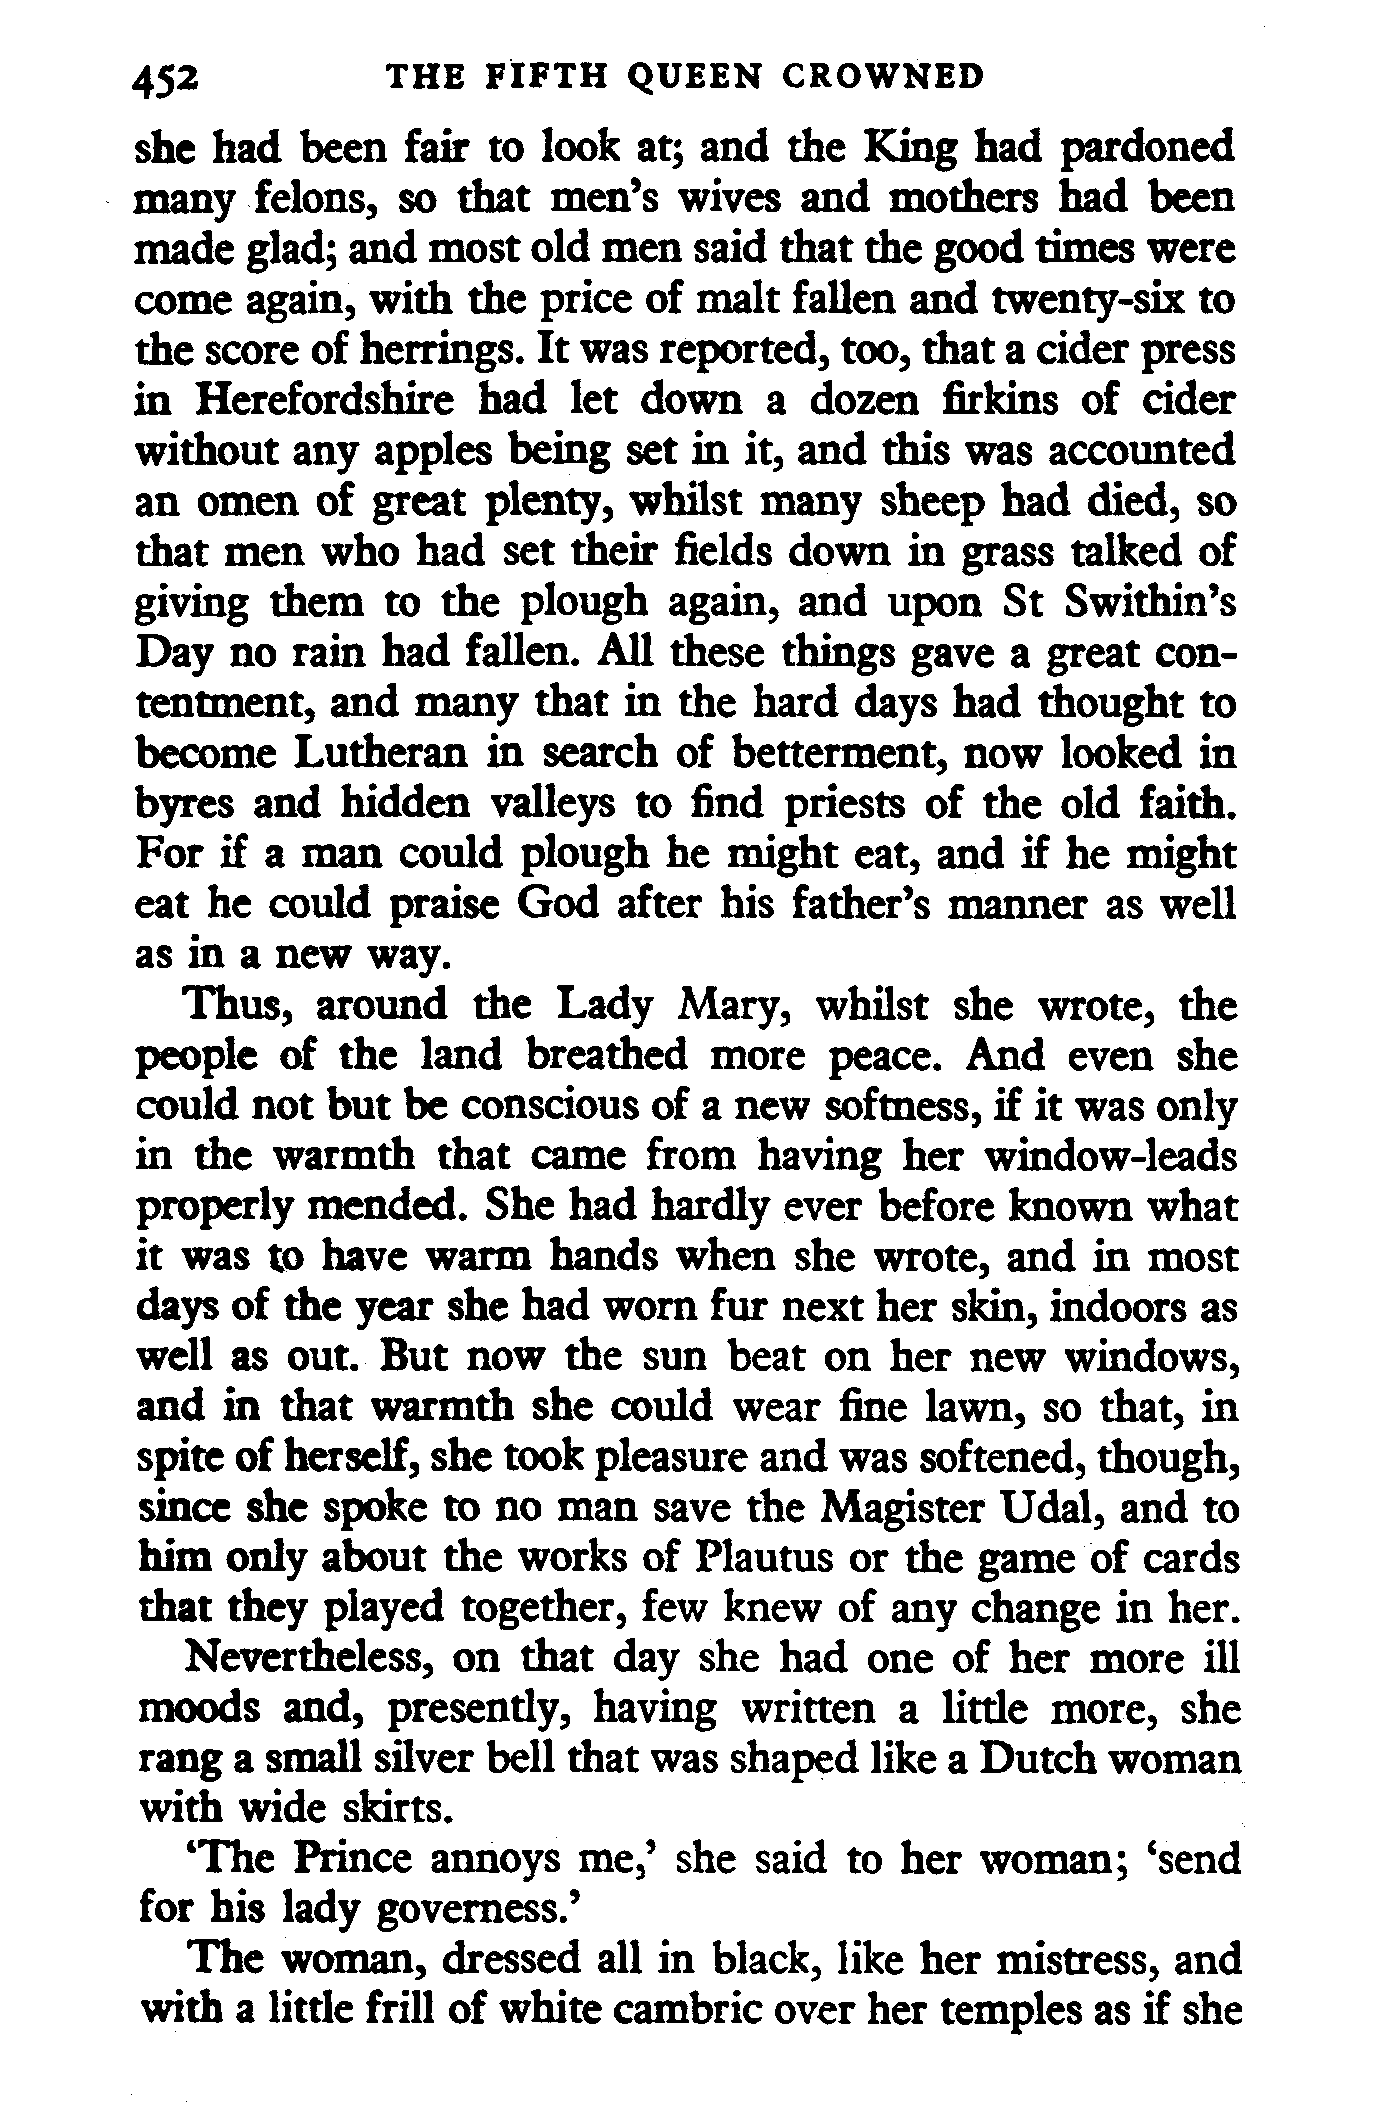 452 THE FIFTH QUEEN CROWNED
she had been fair to look at; and the King had pardoned
many felons, so that men's wives and mothers had been
made glad; and most old men said that the good times were
come again, with the price of malt fallen and twenty-six to
the score of herrings. It was reported, too, that a cider press
in Herefordshire had let down a dozen firkins of cider
without any apples being set in it, and this was accounted
an omen of great plenty, whilst many sheep had died, so
that men who had set their fields down in grass talked of
giving them to the plough again, and upon St Swithin's
Day no rain had fallen. All these things gave a great con-
tentment, and many that in the hard days had thought to
become Lutheran in search of betterment, now looked in
byres and hidden valleys to find priests of the old faith.
For if a man could plough he might eat, and if he might
eat he could praise God after his father's manner as well
as in a new way.
Thus, around the Lady Mary, whilst she wrote, the
people of the land breathed more peace. And even she
could not but be conscious of a new softness, if it was only
in the warmth that came from having her window-leads
properly mended. She had hardly ever before known what
it was to have warm hands when she wrote, and in most
days of the year she had worn fur next her skin, indoors as
well as out. But now the sun beat on her new windows,
and in that warmth she could wear fine lawn, so that, in
spite of herself, she took pleasure and was softened, though,
since she spoke to no man save the Magister Udal, and to
him only about the works of Plautus or the game of cards
that they played together, few knew of any change in her.
Nevertheless, on that day she had one of her more ill
moods and, presently, having written a little more, she
rang a small silver bell that was shaped like a Dutch woman
with wide skirts.
'The Prince annoys me,' she said to her woman; 'send
for his lady governess.'
The woman, dressed all in black, like her mistress, and
with a little frill of white cambric over her temples as if she